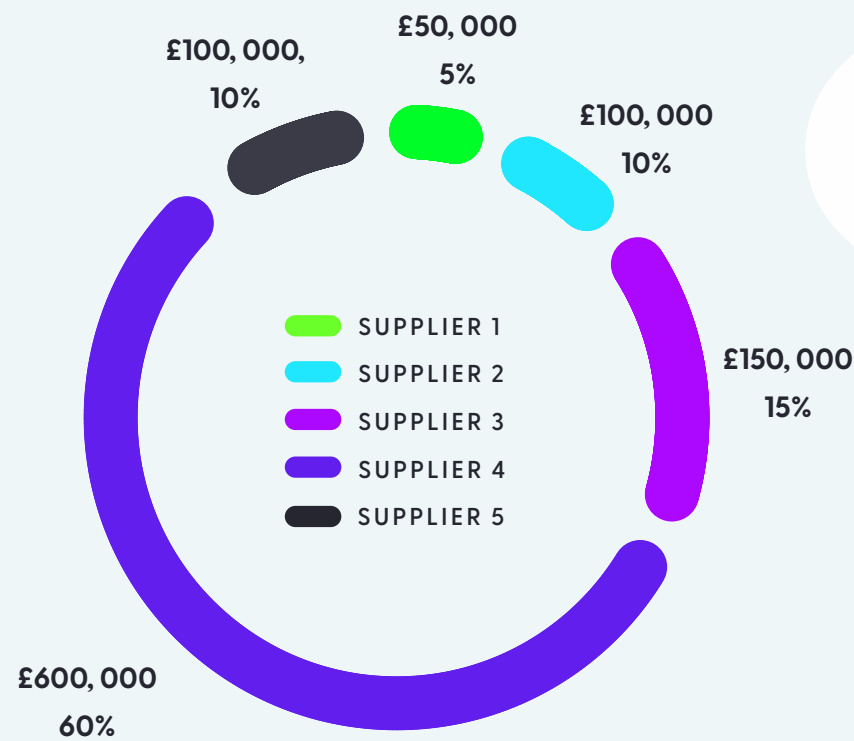 £50, 000
5%
£100, 000,
10%
£100, 000
10%
SUPPLIER 1
SUPPLIER 2
SUPPLIER 3
SUPPLIER 4
SUPPLIER 5
£150, 000
15%
£600, 000
60%